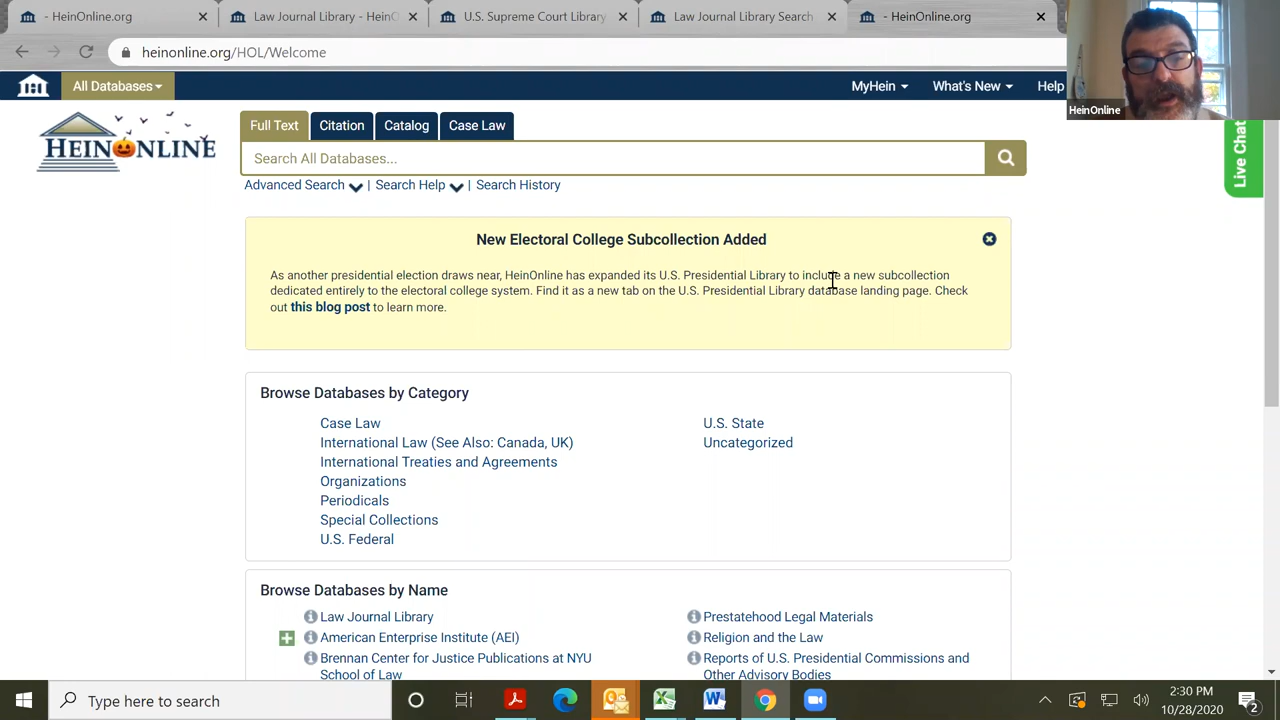 - HeinOnline.org
Law Journal Library - HeinO
U.S. Supreme Court Library
Law Journal Library Search
- HeinOnline.org
heinonline.org/HOL/Welcome
All Databases
MyHein
What's New
Help
HeinOnline
HEINONLINE
Full Text
Citation
Catalog
Case Law
Search All Databases...
Live Chat
Advanced Search
| Search Help
| Search History
New Electoral College Subcollection Added
As another presidential election draws near, HeinOnline has expanded its U.S. Presidential Library to include a new subcollection
dedicated entirely to the electoral college system. Find it as a new tab on the U.S. Presidential Library database landing page. Check
out this blog post to learn more.
Browse Databases by Category
Case Law
International Law (See Also: Canada, UK)
International Treaties and Agreements
Organizations
Periodicals
Special Collections
U.S. Federal
U.S. State
Uncategorized
Browse Databases by Name
Law Journal Library
American Enterprise Institute (AEI)
Brennan Center for Justice Publications at NYU
School of Law
Prestatehood Legal Materials
Religion and the Law
Reports of U.S. Presidential Commissions and
Other Advisory Bodies
Type here to search
2:30 PM
10/28/2020
2